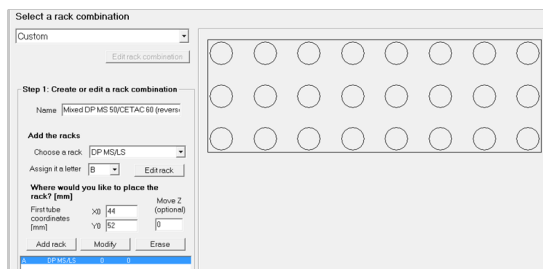 Select a rack combination
Custom
Edit rack combination
Step 1: Create or edit a rack combination
Name Mixed DP MS 50/CETAC 60 (revers
Add the racks
Choose a rack DP MS/LS
Assign it a letter B Edit rack
Where would you like to place the
rack? [mm]
Move Z
First tube
coordinates
[mm]
X0 44
(optional)
Y0 52
0
Add rack Modify Erase
A DP MS/LS 0 0